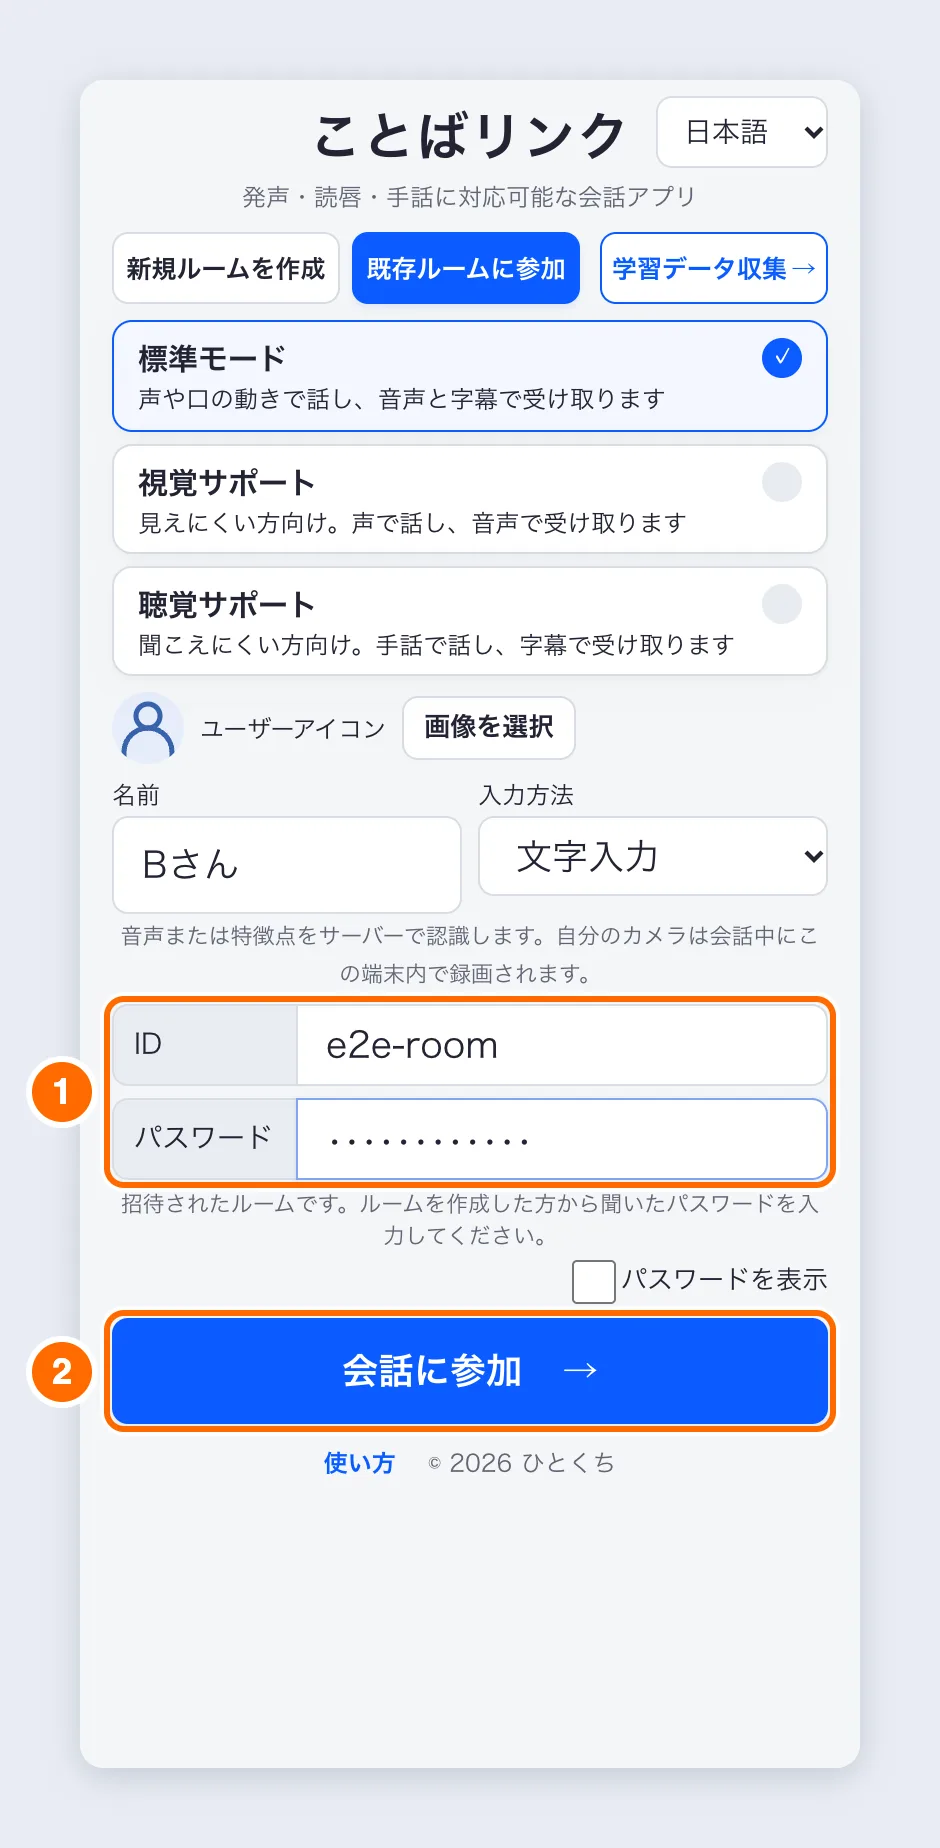 ことばリンク
日本語
発声・読唇・手話に対応可能な会話アプリ
新規ルームを作成
既存ルームに参加
学習データ収集→
標準モード
声や口の動きで話し、音声と字幕で受け取ります
視覚サポート
見えにくい方向け。声で話し、音声で受け取ります
聴覚サポート
聞こえにくい方向け。手話で話し、字幕で受け取ります
ユーザーアイコン
画像を選択
名前
入力方法
Bさん
文字入力
音声または特徴点をサーバーで認識します。自分のカメラは会話中にこ
の端末内で録画されます。
1
ID
e2e-room
パスワード
............
招待されたルームです。ルームを作成した方から聞いたパスワードを入
力してください。
パスワードを表示
2
会話に参加 →
使い方 © 2026 ひとくち